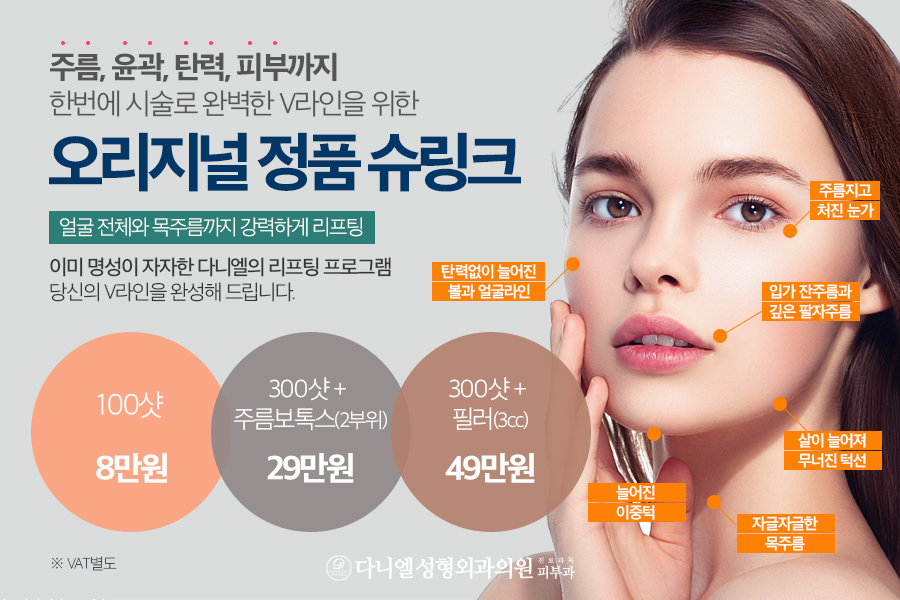 주름, 윤곽, 탄력, 피부까지
한번에 시술로 완벽한 V라인을 위한
오리지널 정품 슈링크
얼굴 전체와 목주름까지 강력하게 리프팅
이미 명성이 자자한 다니엘의 리프팅 프로그램
당신의 V라인을 완성해 드립니다.
100샷
8만원
300샷 +
주름보톡스(2부위)
29만원
300샷 +
필러(3cc)
49만원
주름지고
처진 눈가
탄력없이 늘어진
볼과 얼굴라인
입가 잔주름과
깊은 팔자주름
살이 늘어져
무너진 턱선
늘어진
이중턱
자글자글한
목주름
※ VAT별도
다니엘성형외과의원
진료과목
피부과